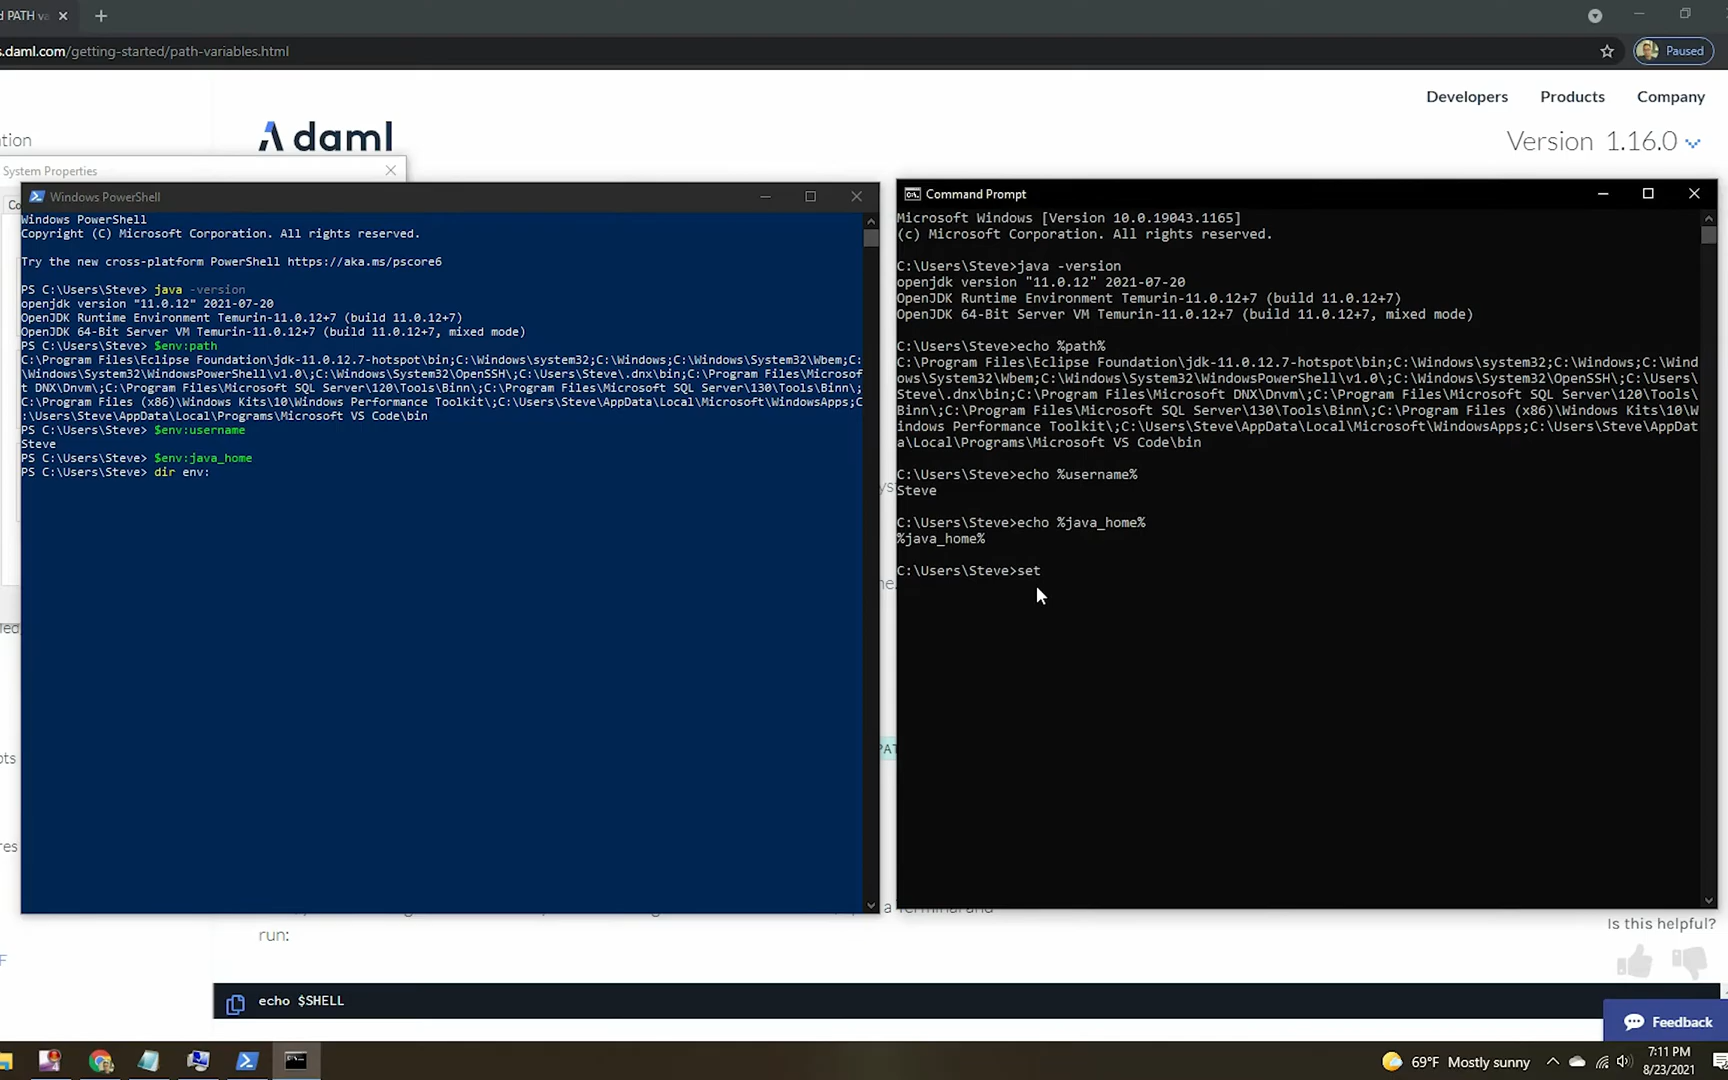 d PATH va
s.daml.com/getting-started/path-variables.html
Paused
Developers Products Company
ation
daml
Version 1.16.0
System Properties
Co
Windows PowerShell
Windows PowerShell
Copyright (C) Microsoft Corporation. All rights reserved.
Try the new cross-platform PowerShell https://aka.ms/pscore6
PS C:\Users\Steve> java -version
openjdk version "11.0.12" 2021-07-20
OpenJDK Runtime Environment Temurin-11.0.12+7 (build 11.0.12+7)
OpenJDK 64-Bit Server VM Temurin-11.0.12+7 (build 11.0.12+7, mixed mode)
PS C:\Users\Steve> $env:path
C:\Program Files\Eclipse Foundation\jdk-11.0.12.7-hotspot\bin;C:\Windows\system32;C:\Windows;C:\Windows\System32\Wbem;C:
\Windows\System32\WindowsPowerShell\v1.0\;C:\Windows\System32\OpenSSH\;C:\Users\Steve\.dnx\bin;C:\Program Files\Microsof
t DNX\Dnvm\;C:\Program Files\Microsoft SQL Server\120\Tools\Binn\;C:\Program Files\Microsoft SQL Server\130\Tools\Binn\;
C:\Program Files (x86)\Windows Kits\10\Windows Performance Toolkit\;C:\Users\Steve\AppData\Local\Microsoft\WindowsApps;C
:\Users\Steve\AppData\Local\Programs\Microsoft VS Code\bin
PS C:\Users\Steve> $env:username
Steve
PS C:\Users\Steve> $env:java_home
PS C:\Users\Steve> dir env:
Command Prompt
Microsoft Windows [Version 10.0.19043.1165]
(c) Microsoft Corporation. All rights reserved.
C:\Users\Steve>java -version
openjdk version "11.0.12" 2021-07-20
OpenJDK Runtime Environment Temurin-11.0.12+7 (build 11.0.12+7)
OpenJDK 64-Bit Server VM Temurin-11.0.12+7 (build 11.0.12+7, mixed mode)
C:\Users\Steve>echo %path%
C:\Program Files\Eclipse Foundation\jdk-11.0.12.7-hotspot\bin;C:\Windows\system32;C:\Windows;C:\Wind
ows\System32\Wbem;C:\Windows\System32\WindowsPowerShell\v1.0\;C:\Windows\System32\OpenSSH\;C:\Users\
Steve\.dnx\bin;C:\Program Files\Microsoft DNX\Dnvm\;C:\Program Files\Microsoft SQL Server\120\Tools\
Binn\;C:\Program Files\Microsoft SQL Server\130\Tools\Binn\;C:\Program Files (x86)\Windows Kits\10\W
indows Performance Toolkit\;C:\Users\Steve\AppData\Local\Microsoft\WindowsApps;C:\Users\Steve\AppDat
a\Local\Programs\Microsoft VS Code\bin
C:\Users\Steve>echo %username%
Steve
C:\Users\Steve>echo %java_home%
%java_home%
C:\Users\Steve>set
yst
ne.
led,
PAT
ots
res
F
a Terminal and
run:
Is this helpful?
echo $SHELL
Feedback
69°F Mostly sunny
7:11 PM
8/23/2021